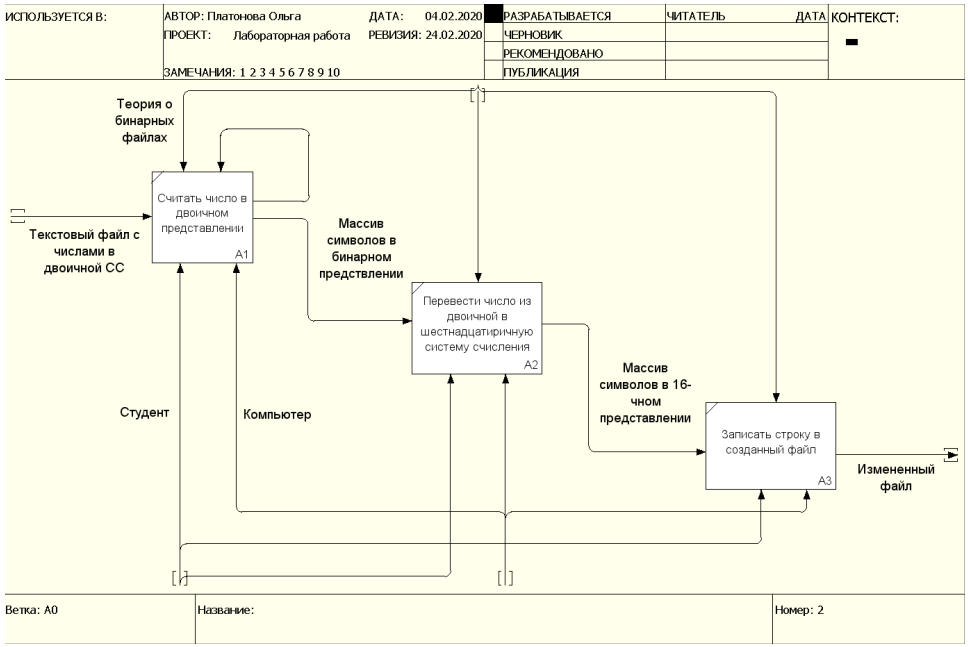 ИСПОЛЬЗУЕТСЯ В:
АВТОР: Платонова Ольга
ДАТА: 04.02.2020
РАЗРАБАТЫВАЕТСЯ
ЧИТАТЕЛЬ
ДАТА
КОНТЕКСТ:
ПРОЕКТ: Лабораторная работа
РЕВИЗИЯ: 24.02.2020
ЧЕРНОВИК
РЕКОМЕНДОВАНО
ЗАМЕЧАНИЯ: 1 2 3 4 5 6 7 8 9 10
ПУБЛИКАЦИЯ
Теория о
бинарных
файлах
Считать число в
двоичном
представлении
A1
Текстовый файл с
числами в
двоичной СС
Массив
символов в
бинарном
предствлении
Перевести число из
двоичной в
шестнадцатиричную
систему счисления
A2
Массив
символов в 16-
чном
представлении
Студент
Компьютер
Записать строку в
созданный файл
A3
Измененный
файл
Ветка: A0
Название:
Номер: 2